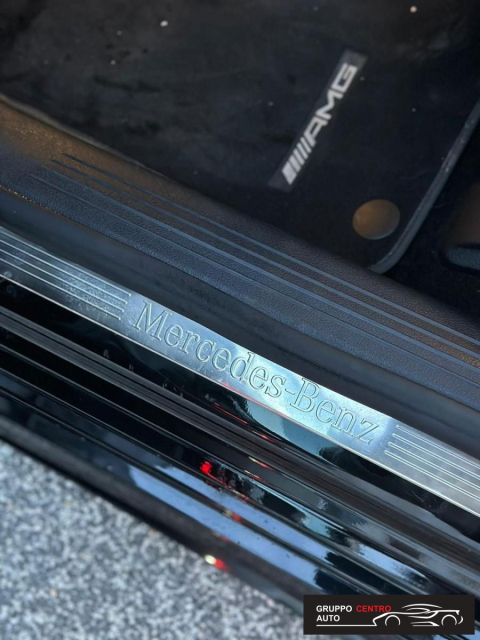 AMG
Mercedes-Benz
GRUPPO CENTRO
AUTO